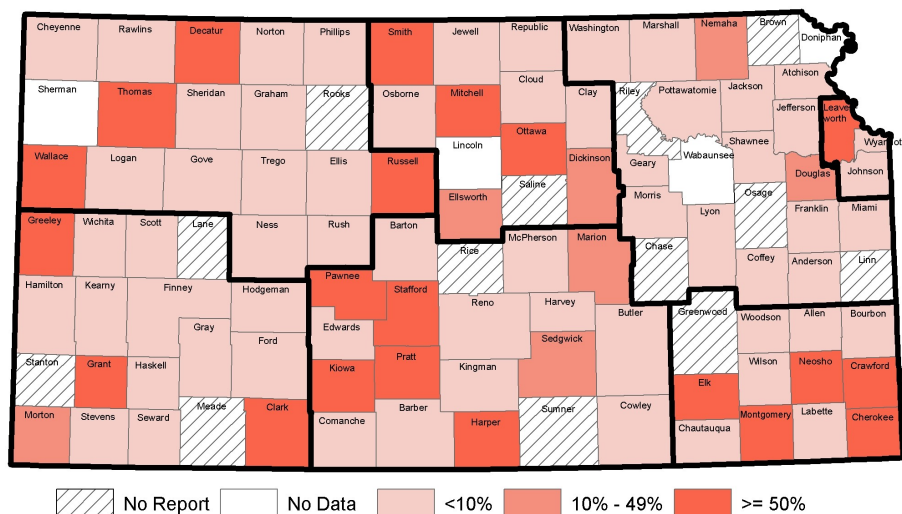 Cheyenne Rawlins Decatur Norton Phillips Smith Jewell Republic Washington Marshall Nemaha Brown Doniphan
Sherman Thomas Sheridan Graham Rooks Osborne Mitchell Cloud Clay Riley Pottawatomie Jackson Atchison
Jefferson Leave
worth
Wallace Logan Gove Trego Ellis Russell Lincoln Ottawa Dickinson Geary Shawnee Wabaunsee Douglas Wyandot
Johnson
Ellsworth Saline Morris Lyon Osage Franklin Miami
Greeley Wichita Scott Lane Ness Rush Barton Rice McPherson Marion Chase Coffey Anderson Linn
Hamilton Kearny Finney Hodgeman Pawnee Stafford Reno Harvey Butler Greenwood Woodson Allen Bourbon
Gray Ford Edwards Sedgwick
Stanton Grant Haskell Kiowa Pratt Kingman Elk Wilson Neosho Crawford
Morton Stevens Seward Meade Clark Comanche Barber Harper Sumner Cowley Chautauqua Montgomery Labette Cherokee
No Report No Data <10% 10% - 49% >= 50%